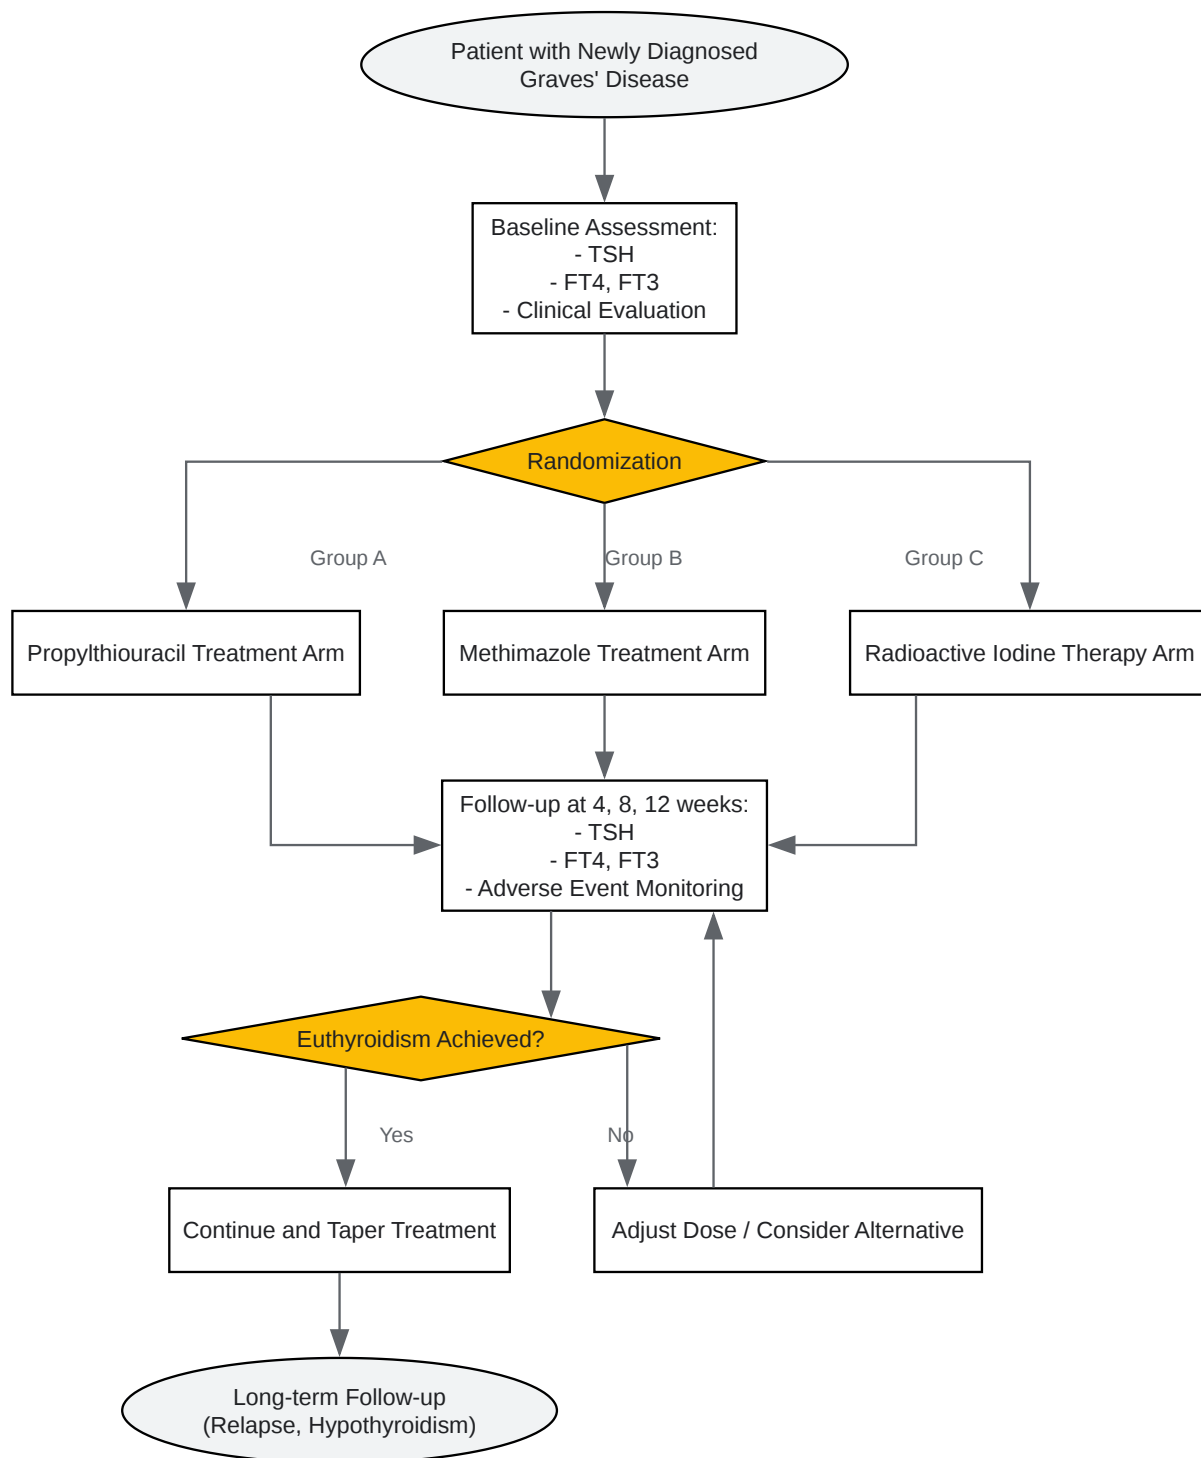 Patient with Newly Diagnosed
Graves' Disease
Baseline Assessment:
- TSH
- FT4, FT3
- Clinical Evaluation
Randomization
Group A
Group B
Group C
Propylthiouracil Treatment Arm
Methimazole Treatment Arm
Radioactive Iodine Therapy Arm
Follow-up at 4, 8, 12 weeks:
- TSH
- FT4, FT3
- Adverse Event Monitoring
Euthyroidism Achieved?
Yes
No
Continue and Taper Treatment
Adjust Dose / Consider Alternative
Long-term Follow-up
(Relapse, Hypothyroidism)